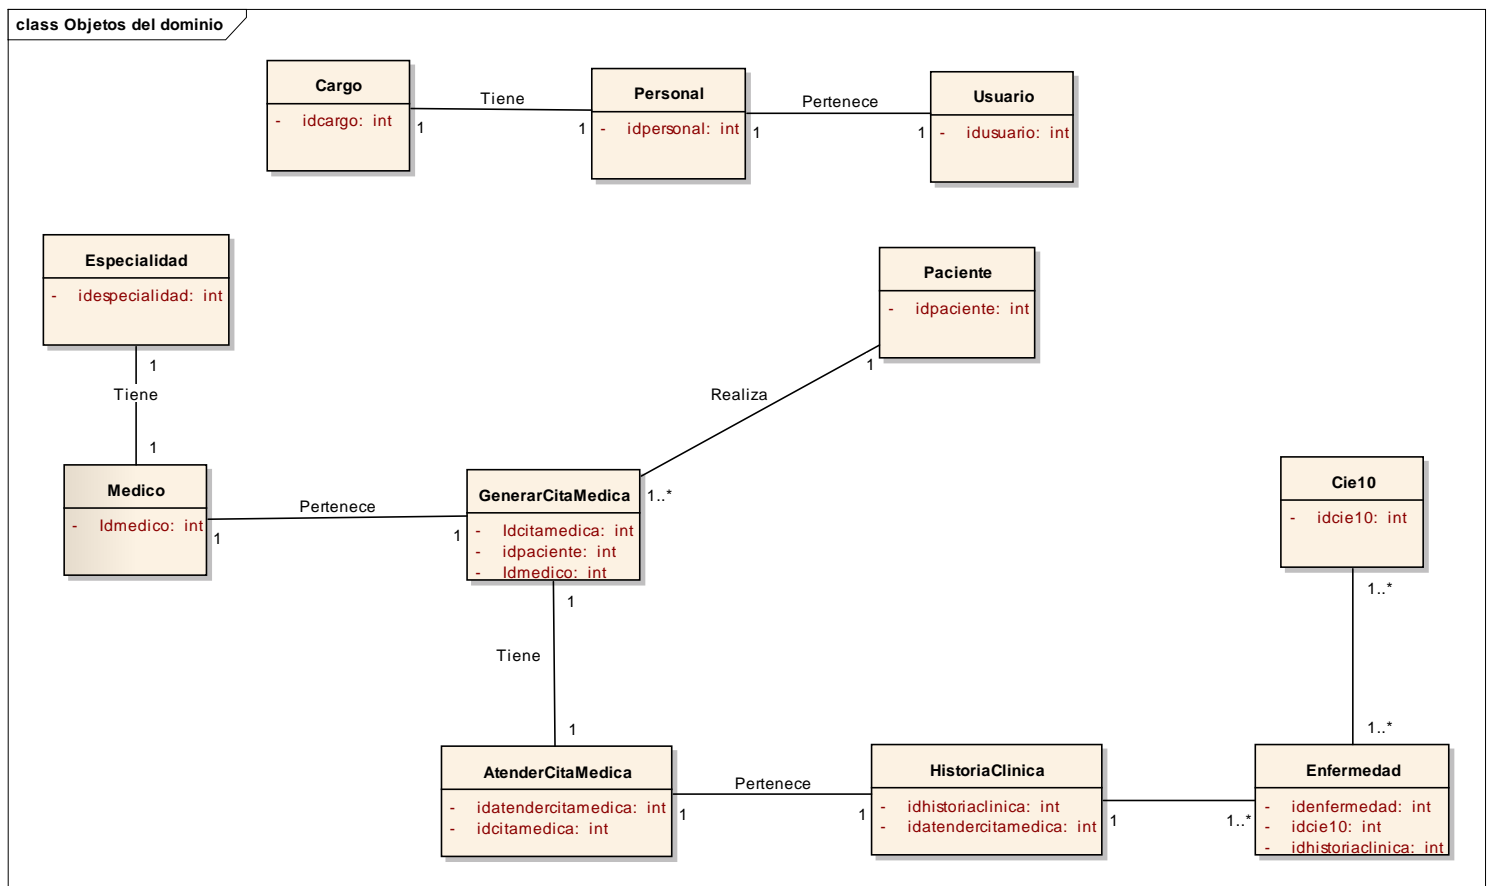 class Objetos del dominio
Cargo
- idcargo: int
Tiene
1
1
Personal
- idpersonal: int
Pertenece
1
1
Usuario
- idusuario: int
Especialidad
- idespecialidad: int
1
Tiene
1
Paciente
- idpaciente: int
1
Realiza
1..*
Medico
- Idmedico: int
Pertenece
1
1
GenerarCitaMedica
- Idcitamedica: int
- idpaciente: int
- Idmedico: int
1
Tiene
1
Cie10
- idcie10: int
1..*
1..*
AtenderCitaMedica
- idatendercitamedica: int
- idcitamedica: int
Pertenece
1
1
HistoriaClinica
- idhistoriaclinica: int
- idatendercitamedica: int
1
1..*
Enfermedad
- idenfermedad: int
- idcie10: int
- idhistoriaclinica: int